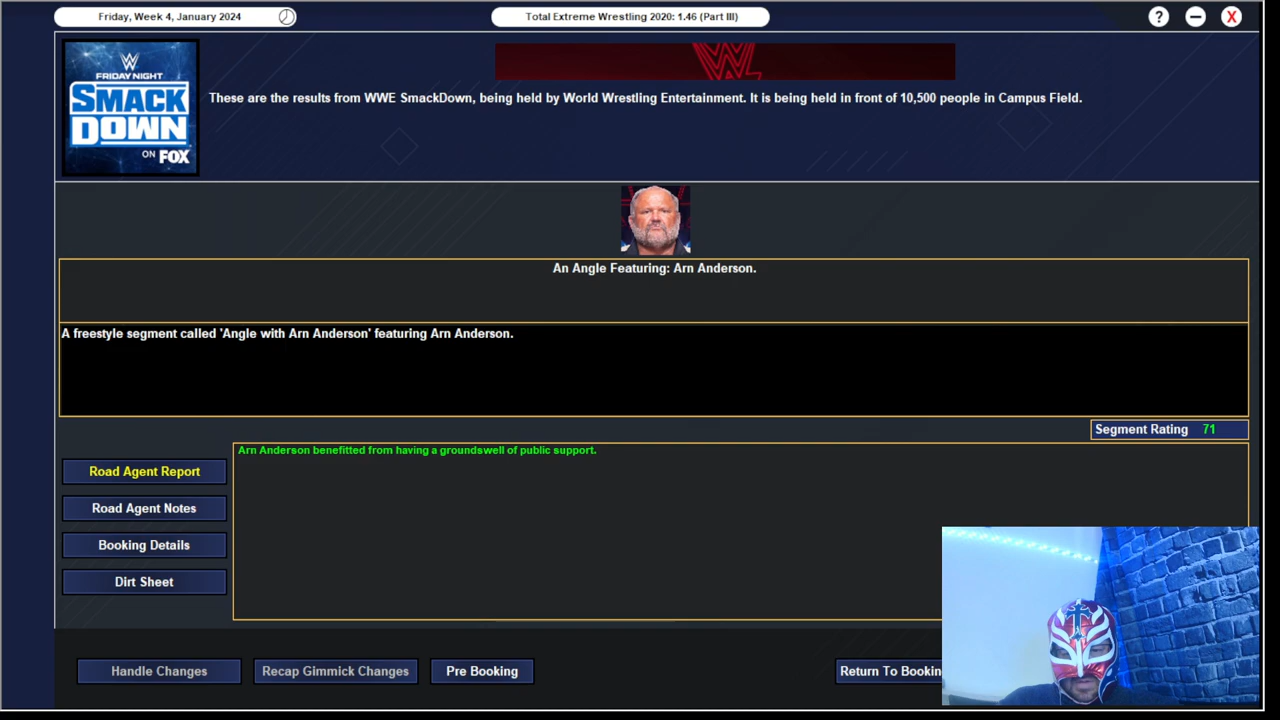 Friday, Week 4, January 2024
Total Extreme Wrestling 2020: 1.46 (Part III)
?
X
W
FRIDAY NIGHT
SMACK
DOWN
ON FOX
These are the results from WWE SmackDown, being held by World Wrestling Entertainment. It is being held in front of 10,500 people in Campus Field.
An Angle Featuring: Arn Anderson.
A freestyle segment called 'Angle with Arn Anderson' featuring Arn Anderson.
Segment Rating 71
Arn Anderson benefitted from having a groundswell of public support.
Road Agent Report
Road Agent Notes
Booking Details
Dirt Sheet
Handle Changes
Recap Gimmick Changes
Pre Booking
Return To Bookin